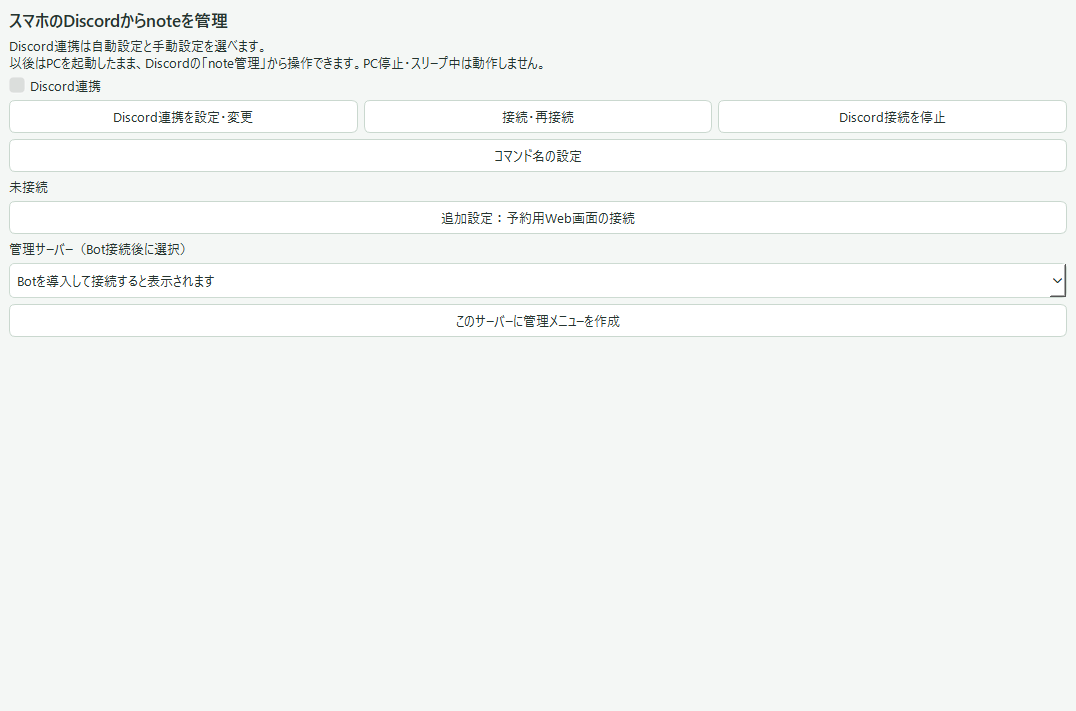 スマホのDiscordからnoteを管理
Discord連携は自動設定と手動設定を選べます。
以後はPCを起動したまま、Discordの「note管理」から操作できます。PC停止・スリープ中は動作しません。
Discord連携
Discord連携を設定・変更
接続・再接続
Discord接続を停止
コマンド名の設定
未接続
追加設定：予約用Web画面の接続
管理サーバー（Bot接続後に選択）
Botを導入して接続すると表示されます
このサーバーに管理メニューを作成